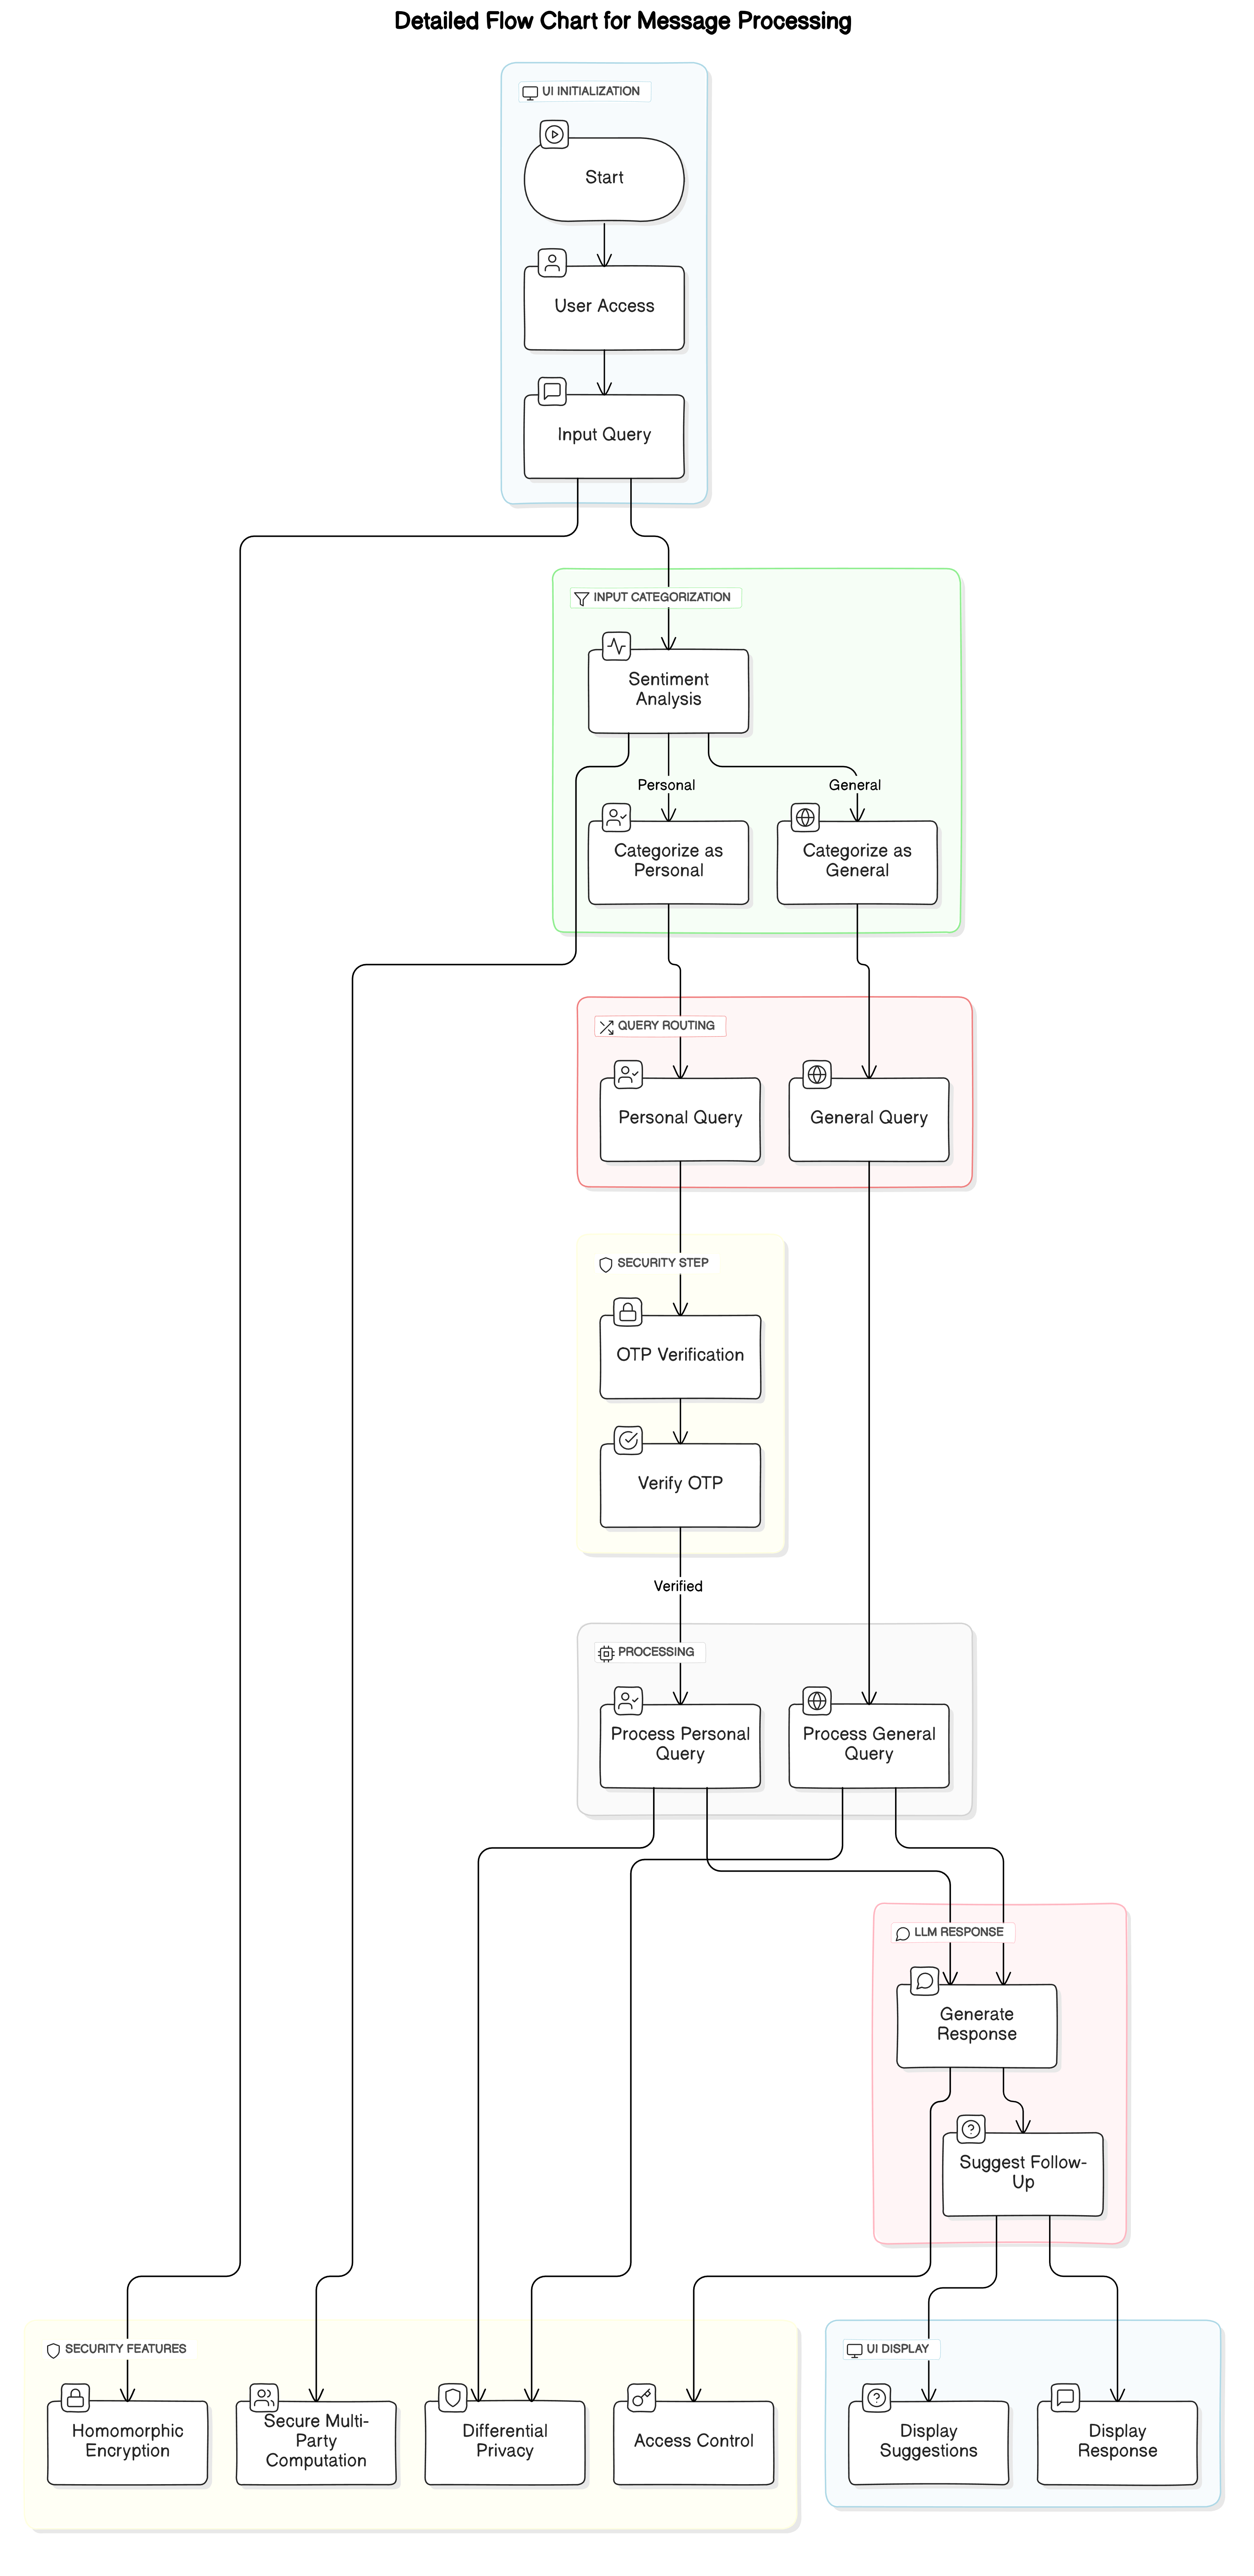 Detailed Flow Chart for Message Processing
UI INITIALIZATION
Start
User Access
Input Query
INPUT CATEGORIZATION
Sentiment
Analysis
Personal
General
Categorize as
Personal
Categorize as
General
QUERY ROUTING
Personal Query
General Query
SECURITY STEP
OTP Verification
Verify OTP
Verified
PROCESSING
Process Personal
Query
Process General
Query
LLM RESPONSE
Generate
Response
Suggest Follow-
Up
SECURITY FEATURES
Homomorphic
Encryption
Secure Multi-
Party
Computation
Differential
Privacy
Access Control
UI DISPLAY
Display
Suggestions
Display
Response